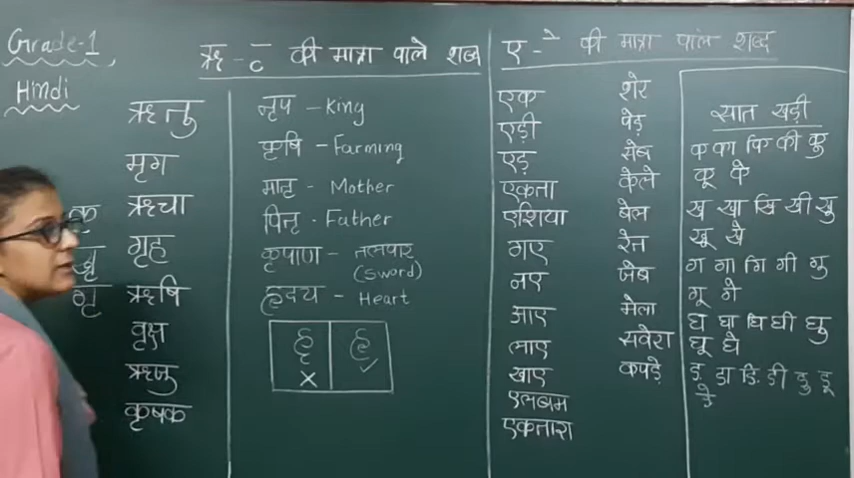 Grade-1
Hindi
ऋ - ृ की मात्रा वाले शब्द
ऋतु
मृग
ऋचा
गृह
ऋषि
वृक्ष
ऋजु
कृषक
कृ
खृ
गृ
नृप - King
कृषि - Farming
मातृ - Mother
पितृ - Father
कृपाण - तलवार
(Sword)
हृदय - Heart
ए - े की मात्रा वाले शब्द
एक
एड़ी
एड़
एकता
एशिया
गए
नए
आए
लाए
खाए
एलबम
एकतारा
शेर
पेड़
सेब
केले
बेल
रेत
जेब
मेला
सवेरा
कपड़े
सात खड़ी
क का कि की कु
कू के
ख खा खि खी खु
खू खे
ग गा गि गी गु
गू गे
घ घा घि घी घु
घू घे
ङ ङा ङि ङी ङु ङू
ङे